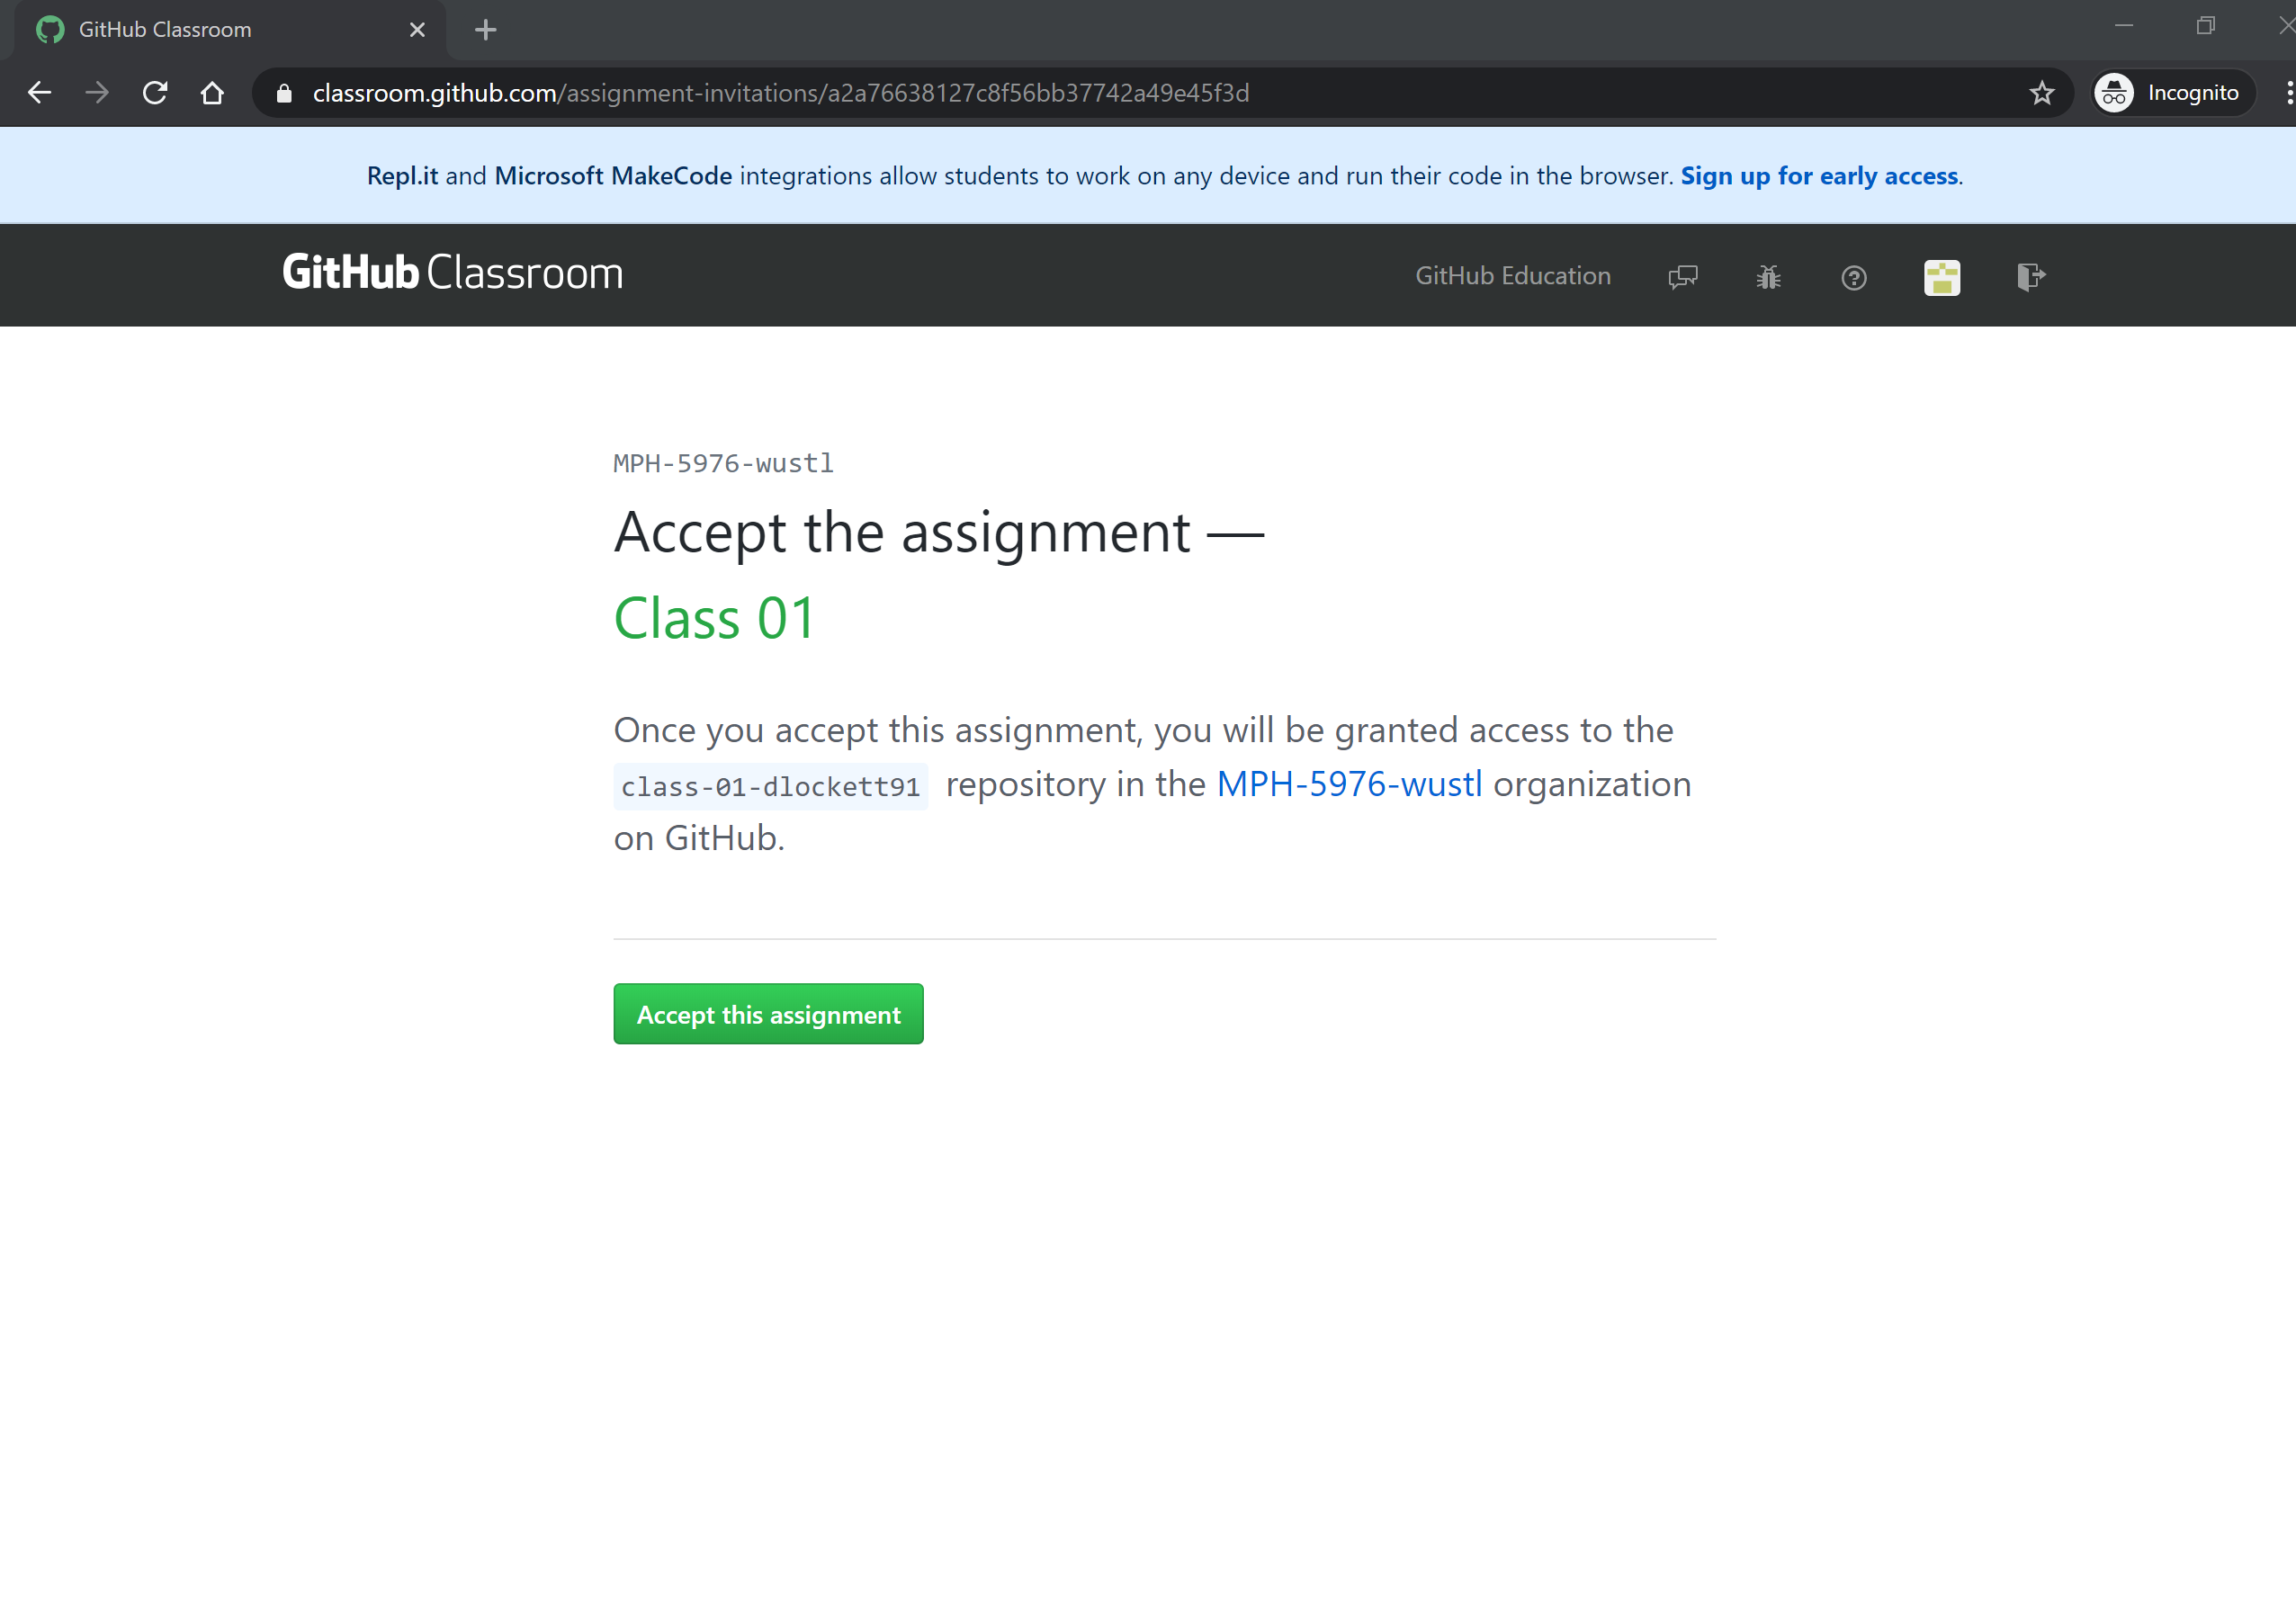 GitHub Classroom
classroom.github.com/assignment-invitations/a2a76638127c8f56bb37742a49e45f3d
Incognito
Repl.it and Microsoft MakeCode integrations allow students to work on any device and run their code in the browser. Sign up for early access.
GitHub Classroom
GitHub Education
MPH-5976-wustl
Accept the assignment —
Class 01
Once you accept this assignment, you will be granted access to the
class-01-dlockett91 repository in the MPH-5976-wustl organization
on GitHub.
Accept this assignment